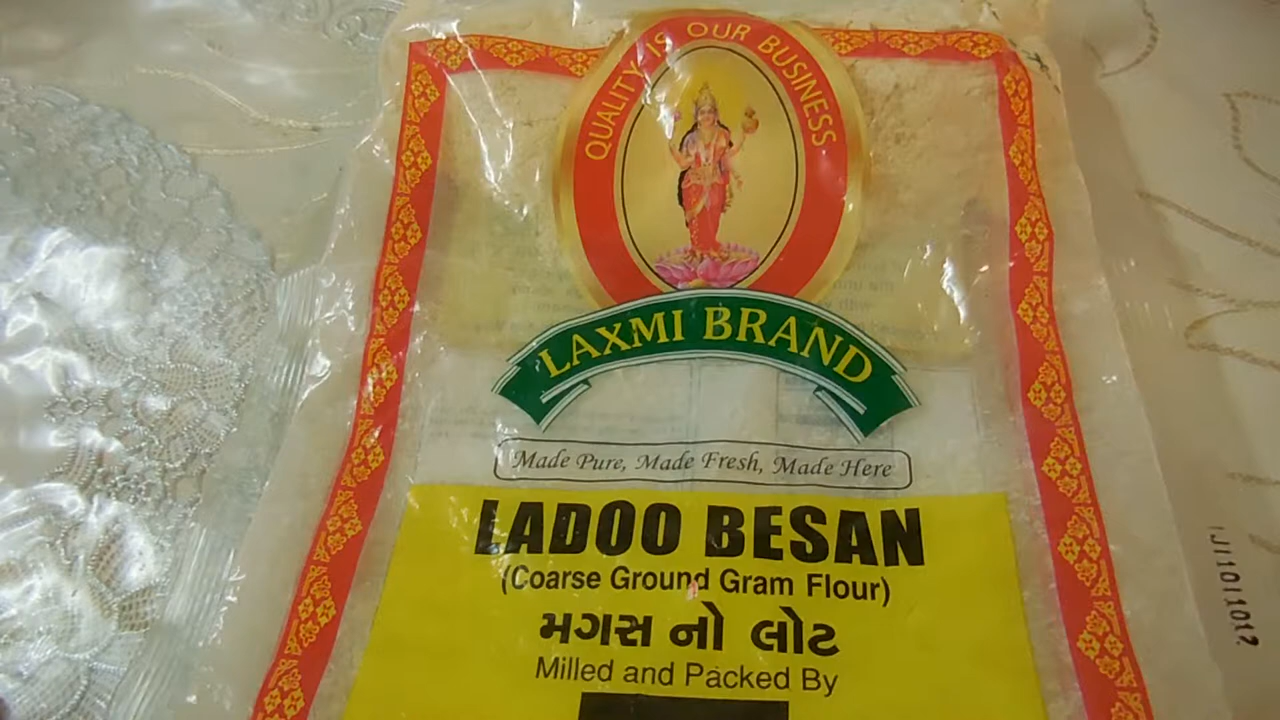 QUALITY IS OUR BUSINESS
LAXMI BRAND
Made Pure, Made Fresh, Made Here
LADOO BESAN
(Coarse Ground Gram Flour)
મગસ નો લોટ
Milled and Packed By